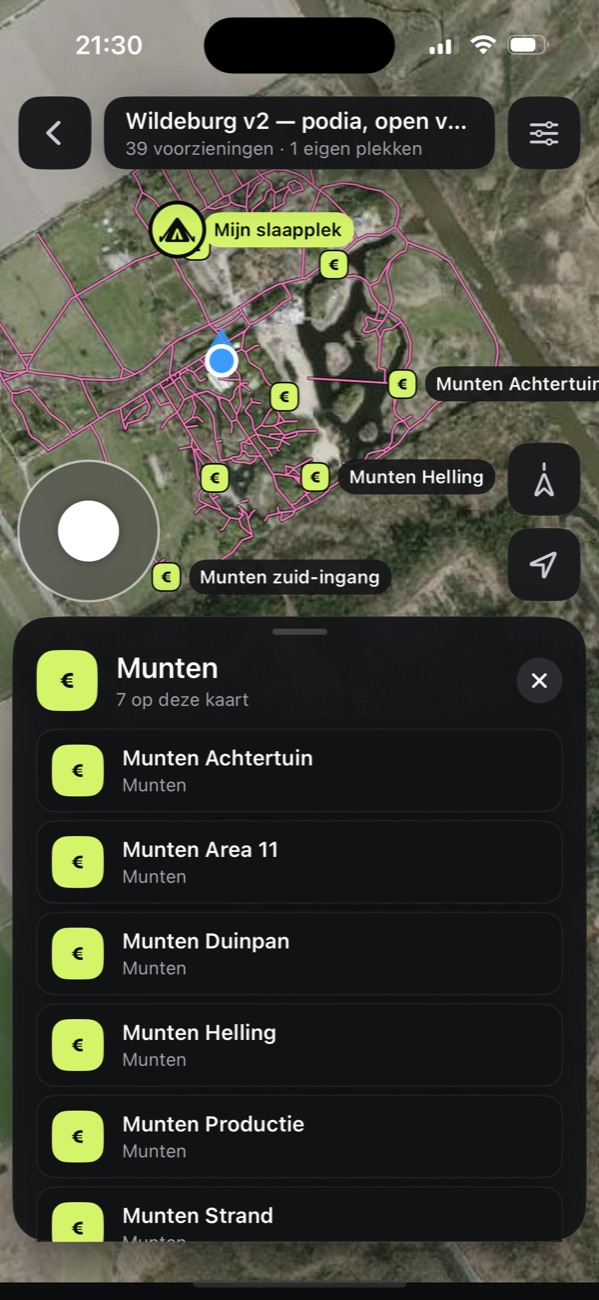 21:30
Wildeburg v2 — podia, open v...
39 voorzieningen · 1 eigen plekken
Mijn slaapplek
€
€ Munten Achtertuin
€
€
€ Munten Helling
€ Munten zuid-ingang
€ Munten
7 op deze kaart
€ Munten Achtertuin
Munten
€ Munten Area 11
Munten
€ Munten Duinpan
Munten
€ Munten Helling
Munten
€ Munten Productie
Munten
€ Munten Strand
Munten